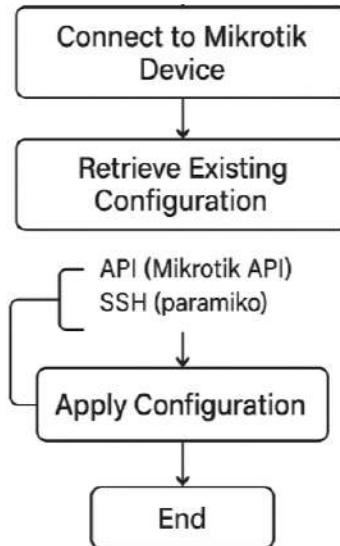 Connect to Mikrotik
Device
Retrieve Existing
Configuration
API (Mikrotik API)
SSH (paramiko)
Apply Configuration
End